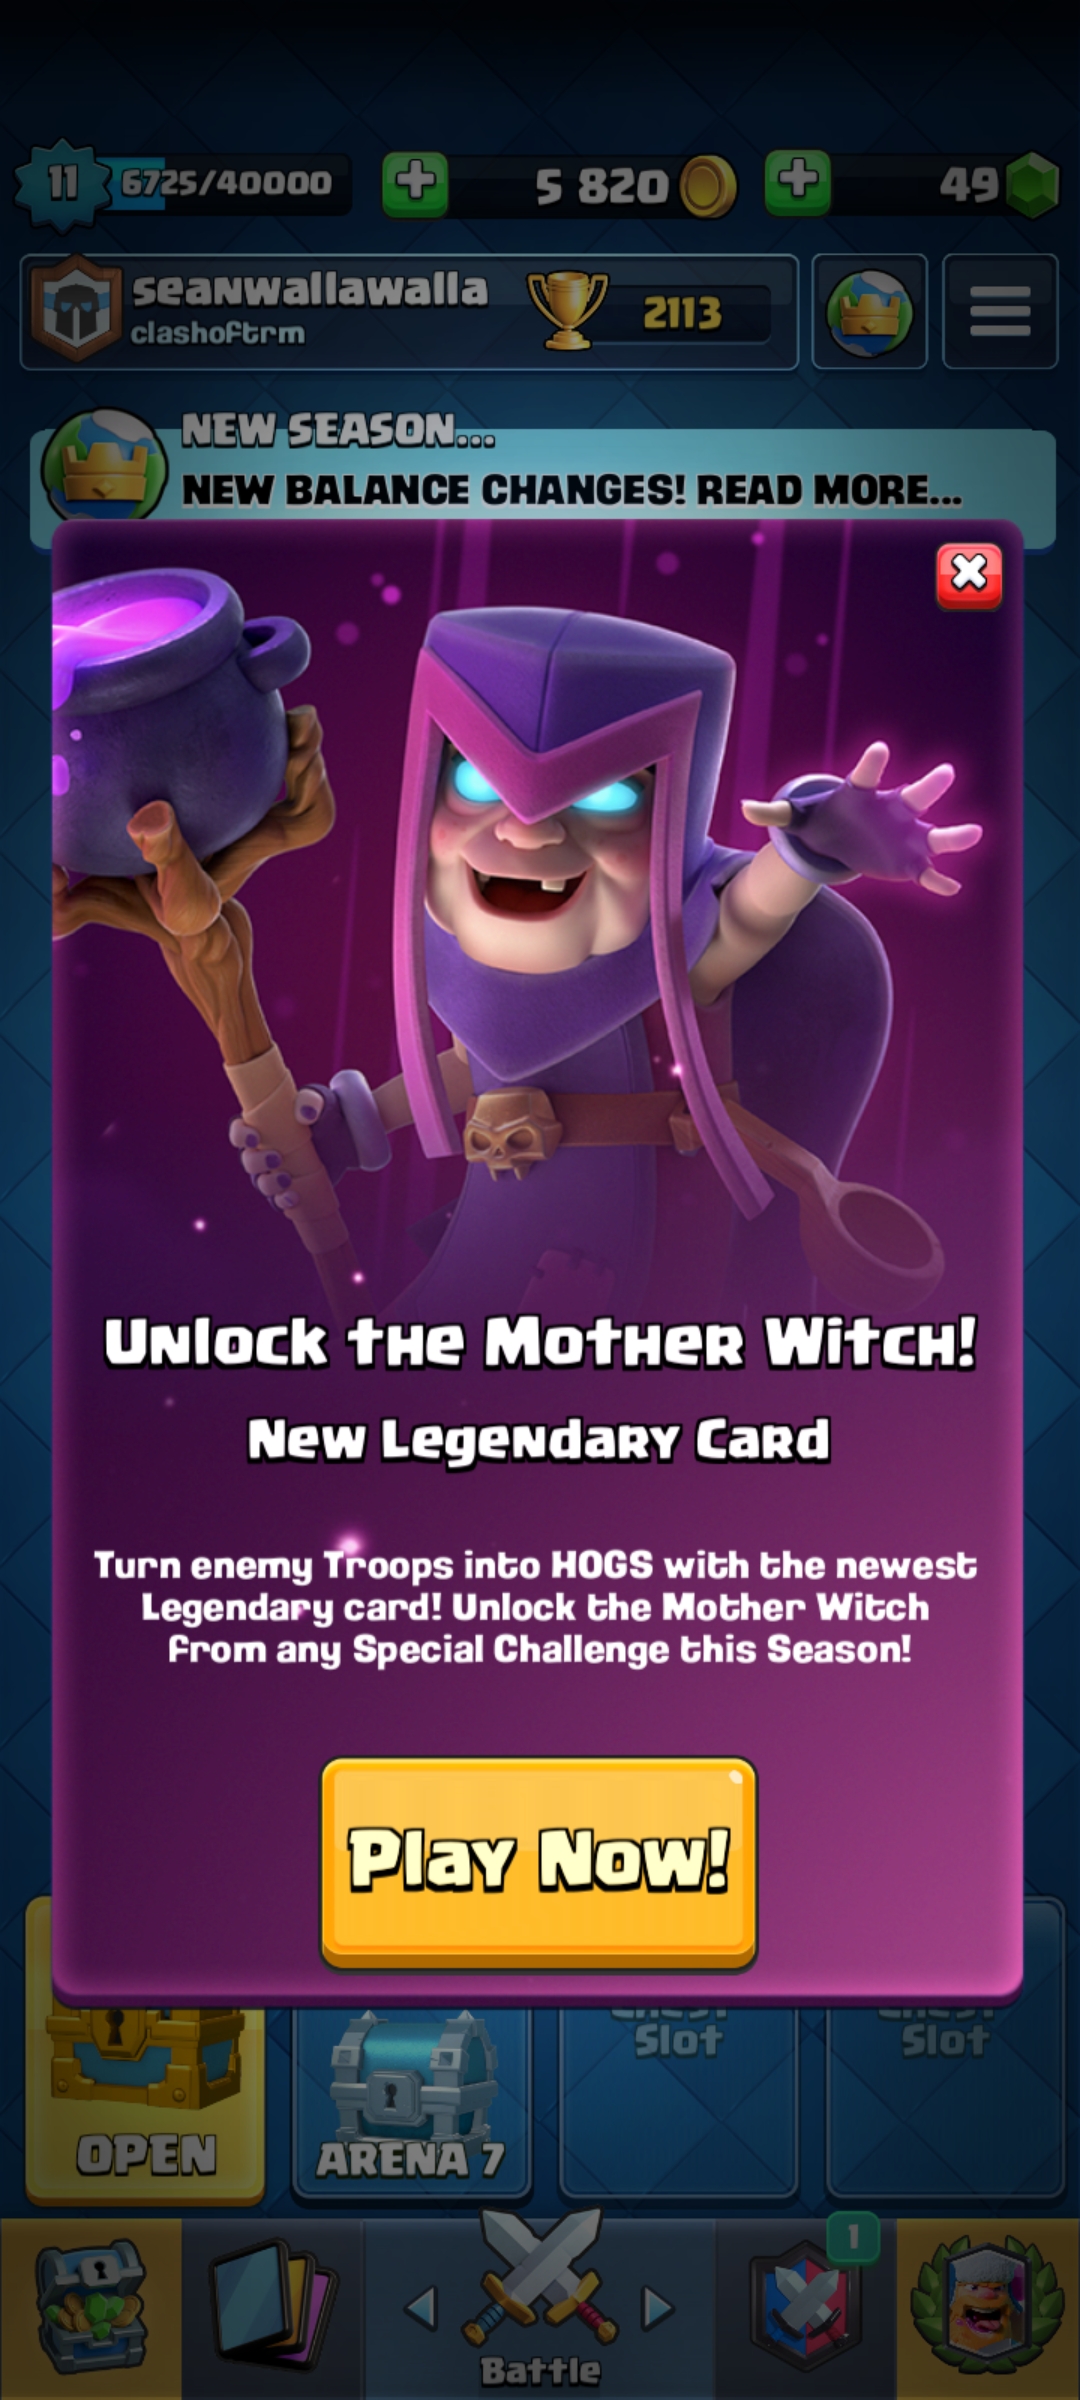 11
6725/40000
5 820
49
seanwallawalla
clashoftrm
2113
NEW SEASON...
NEW BALANCE CHANGES! READ MORE...
Unlock the Mother Witch!
New Legendary Card
Turn enemy Troops into HOGS with the newest
Legendary card! Unlock the Mother Witch
from any Special Challenge this Season!
Play Now!
Chest
Slot
Chest
Slot
OPEN
ARENA 7
1
Battle